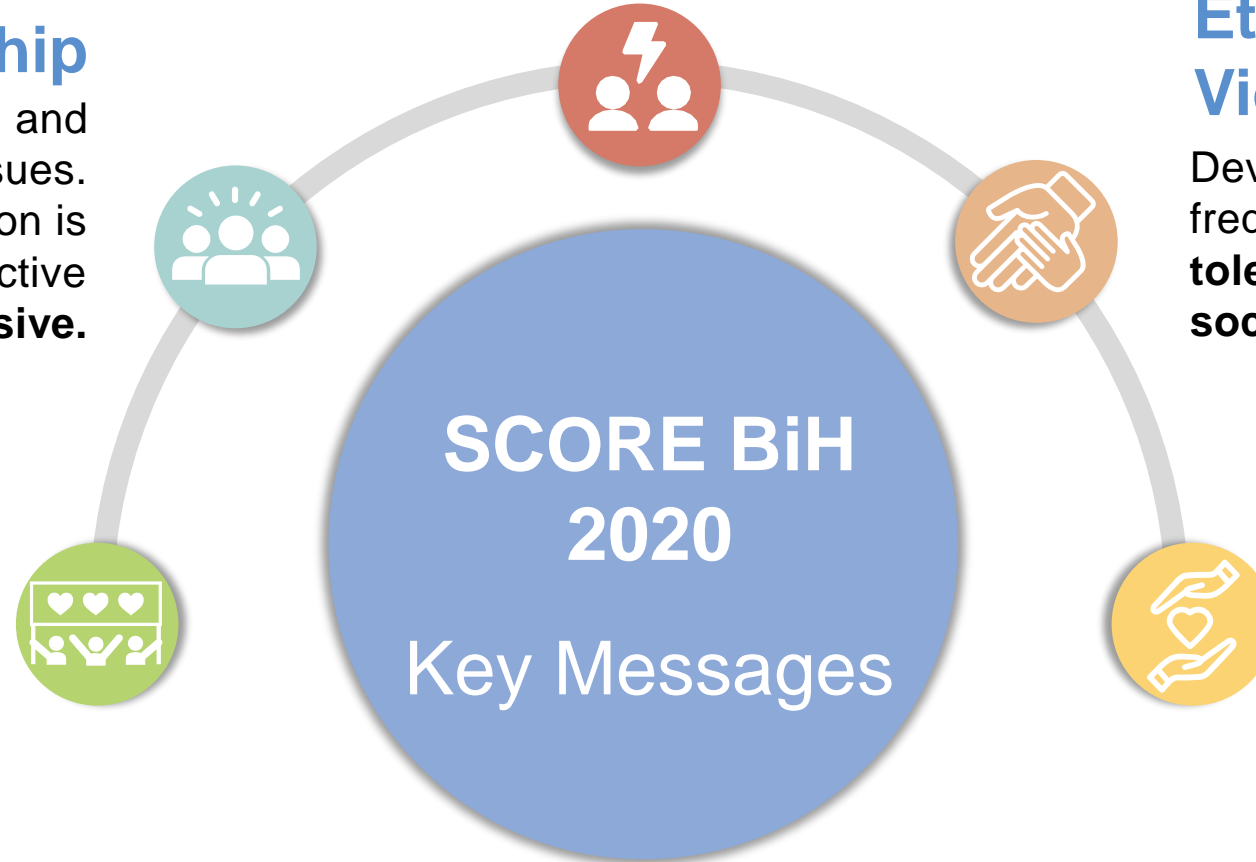 hip
and
sues.
on is
ctive
sive.
SCORE BiH
2020
Key Messages
Et
Vi
Dev
fre
tole
soc